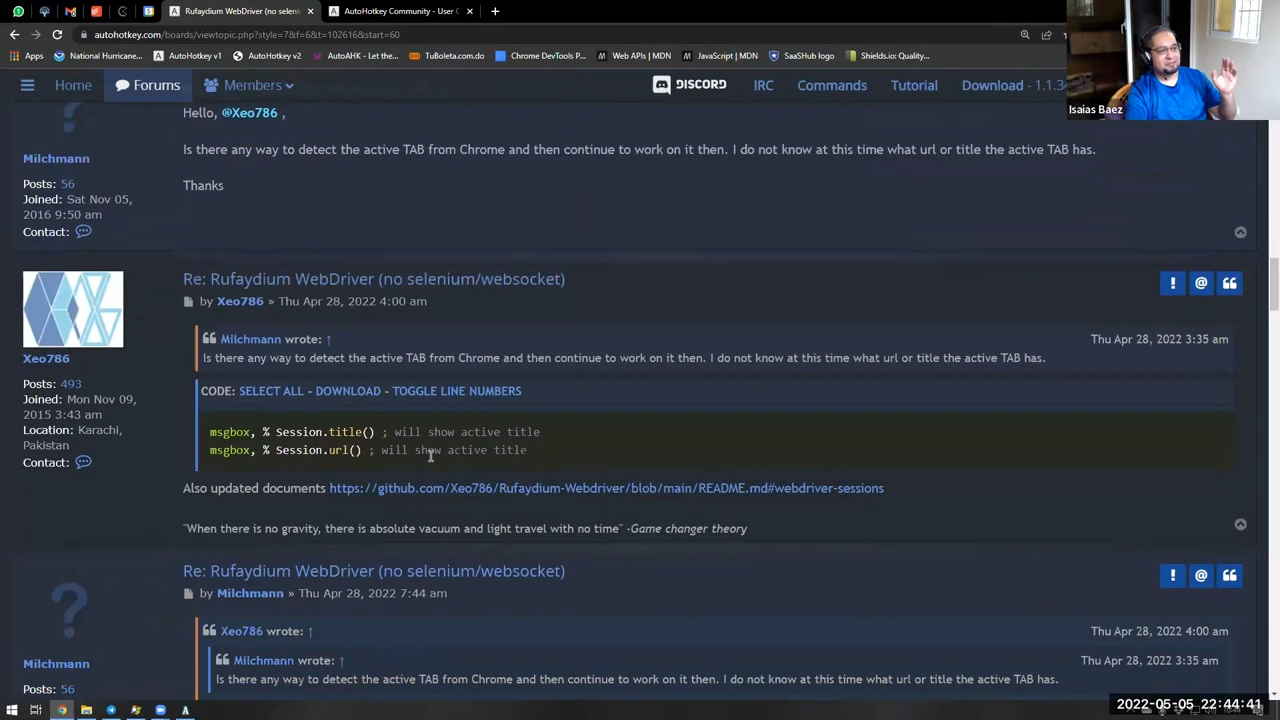 Rufaydium WebDriver (no selen
AutoHotkey Community - User C
autohotkey.com/boards/viewtopic.php?style=7&f=6&t=102616&start=60
Apps
National Hurricane...
AutoHotkey v1
AutoHotkey v2
AutoAHK - Let the...
TuBoleta.com.do
Chrome DevTools P...
Web APIs | MDN
JavaScript | MDN
SaaSHub logo
Shields.io: Quality...
Home
Forums
Members
DISCORD
IRC
Commands
Tutorial
Download - 1.1.34
Isaias Baez
Hello, @Xeo786 ,
Milchmann
Is there any way to detect the active TAB from Chrome and then continue to work on it then. I do not know at this time what url or title the active TAB has.
Posts: 56
Joined: Sat Nov 05,
2016 9:50 am
Contact:
Thanks
Re: Rufaydium WebDriver (no selenium/websocket)
by Xeo786 » Thu Apr 28, 2022 4:00 am
Xeo786
Posts: 493
Joined: Mon Nov 09,
2015 3:43 am
Location: Karachi,
Pakistan
Contact:
Milchmann wrote: ↑
Thu Apr 28, 2022 3:35 am
Is there any way to detect the active TAB from Chrome and then continue to work on it then. I do not know at this time what url or title the active TAB has.
CODE: SELECT ALL - DOWNLOAD - TOGGLE LINE NUMBERS
msgbox, % Session.title() ; will show active title
msgbox, % Session.url() ; will show active title
Also updated documents https://github.com/Xeo786/Rufaydium-Webdriver/blob/main/README.md#webdriver-sessions
"When there is no gravity, there is absolute vacuum and light travel with no time" -Game changer theory
Re: Rufaydium WebDriver (no selenium/websocket)
by Milchmann » Thu Apr 28, 2022 7:44 am
Milchmann
Posts: 56
Xeo786 wrote: ↑
Thu Apr 28, 2022 4:00 am
Milchmann wrote: ↑
Thu Apr 28, 2022 3:35 am
Is there any way to detect the active TAB from Chrome and then continue to work on it then. I do not know at this time what url or title the active TAB has.
2022-05-05 22:44:41